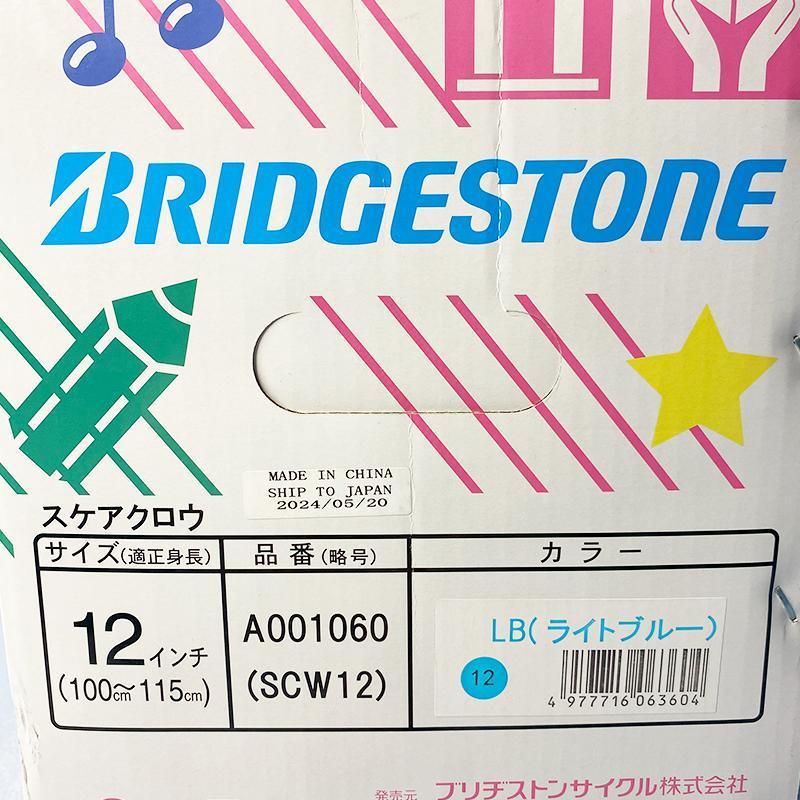 BRIDGESTONE
MADE IN CHINA
SHIP TO JAPAN
2024/05/20
スケアクロウ
サイズ(適正身長)
品番(略号)
カラー
12インチ
(100cm～115cm)
A001060
(SCW12)
LB(ライトブルー)
12
4 977716 063604
発売元 ブリヂストンサイクル株式会社